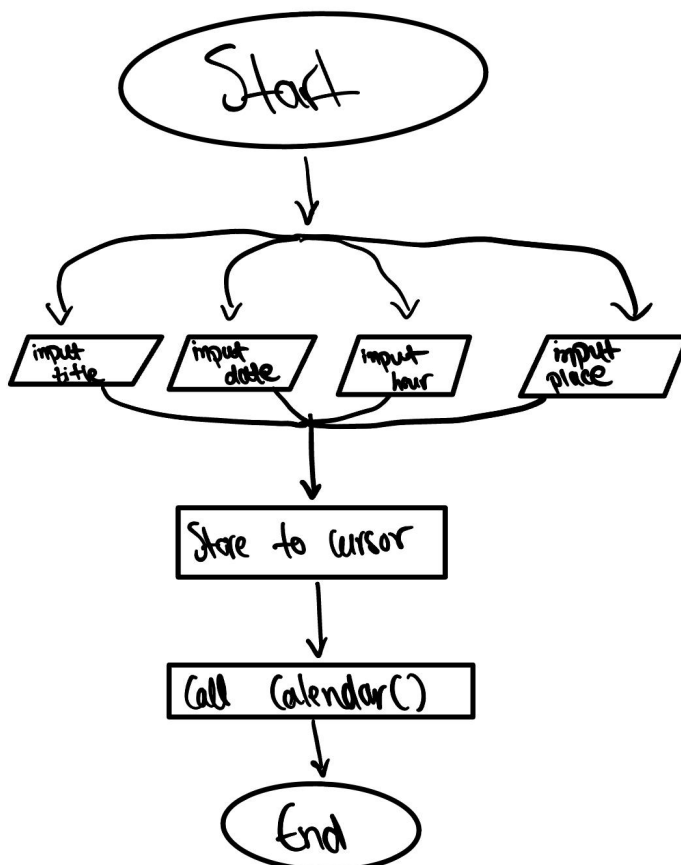 Start
input
title
input
date
input
hour
input
place
Store to cursor
Call Calendar()
End